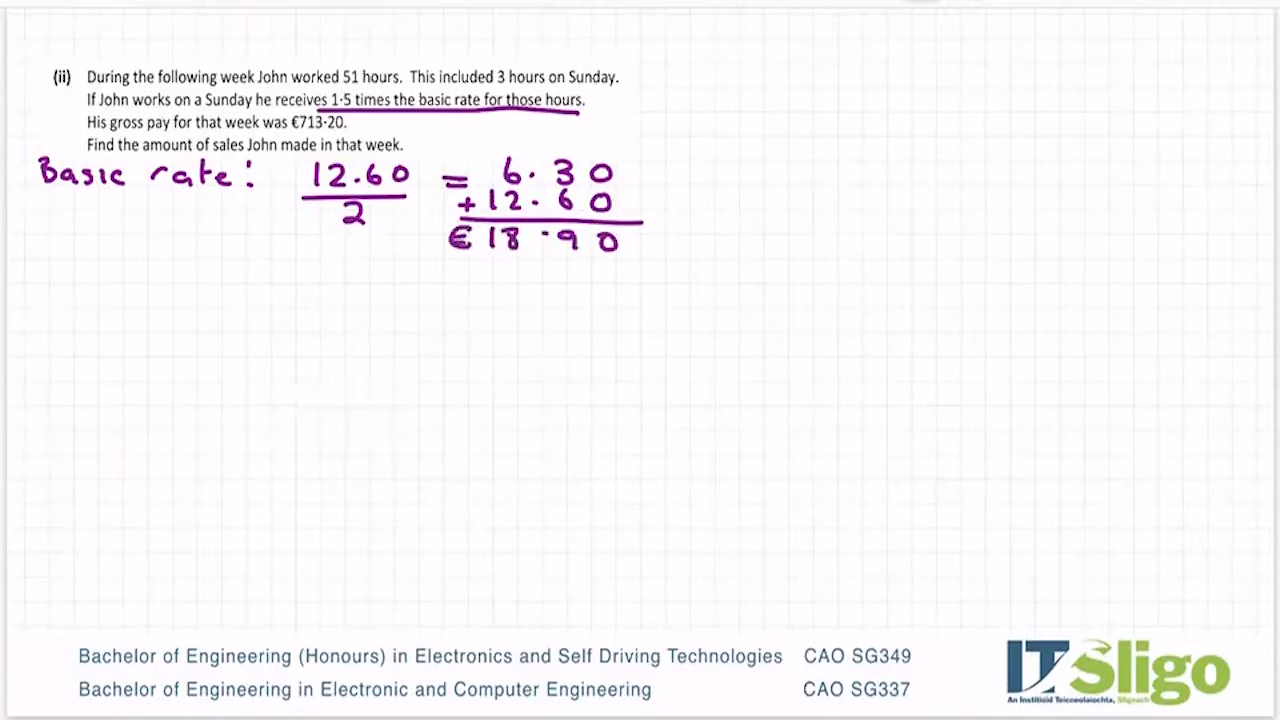 (ii) During the following week John worked 51 hours. This included 3 hours on Sunday.
If John works on a Sunday he receives 1·5 times the basic rate for those hours.
His gross pay for that week was €713·20.
Find the amount of sales John made in that week.
Basic rate: 12.60 = 6.30
2 + 12.60
€ 18.90
Bachelor of Engineering (Honours) in Electronics and Self Driving Technologies CAO SG349
Bachelor of Engineering in Electronic and Computer Engineering CAO SG337
IT Sligo
An Institiúid Teicneolaíochta, Sligeach